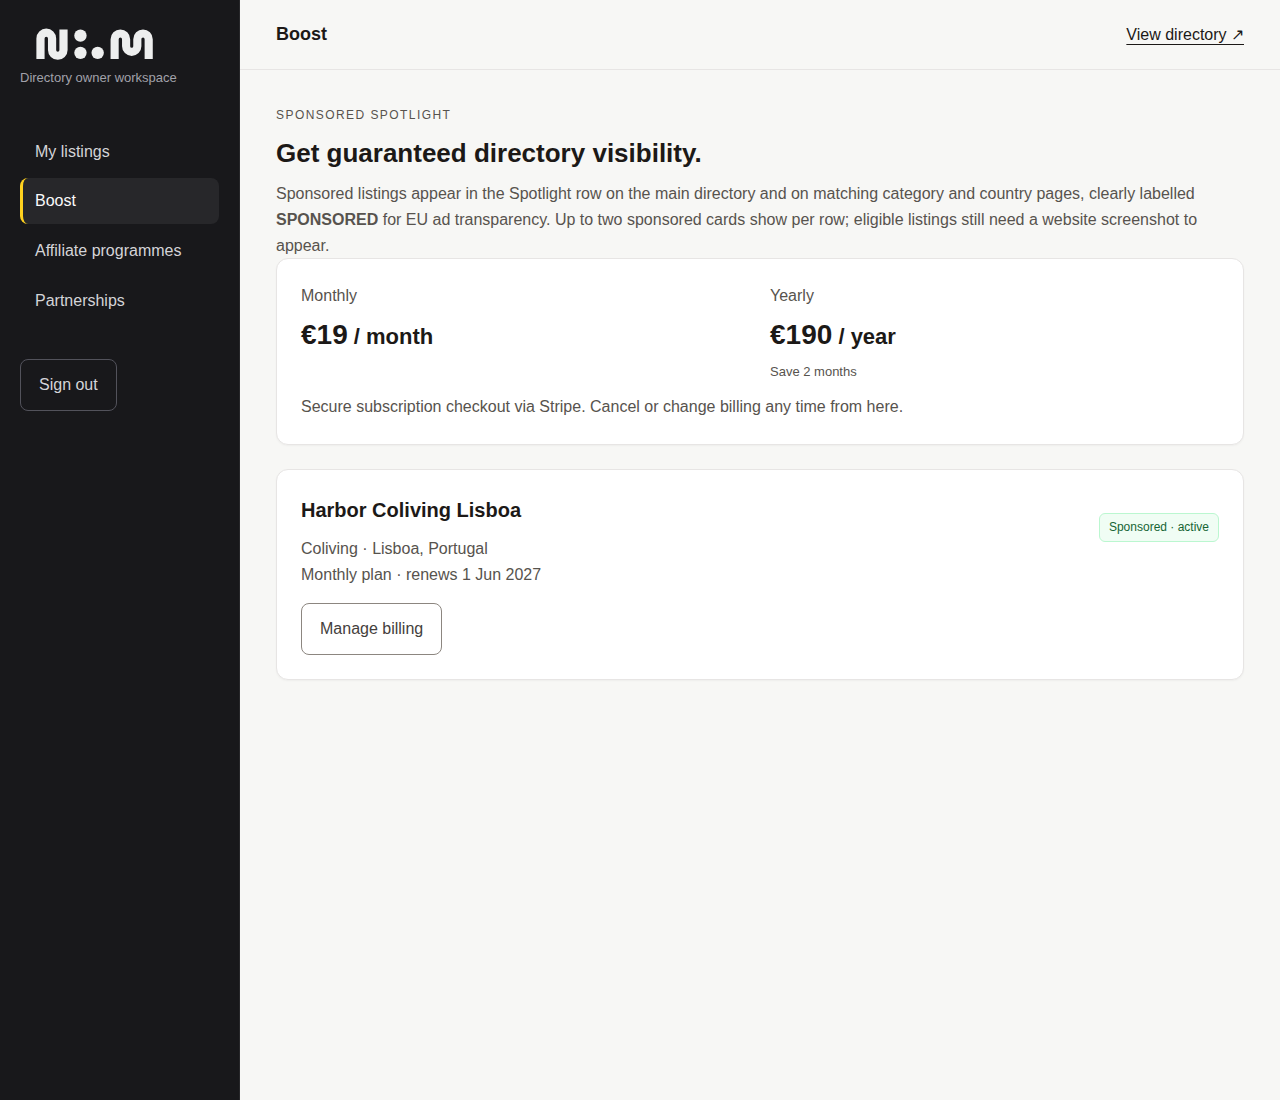 Directory owner workspace
My listings
Boost
Affiliate programmes
Partnerships
Sign out
Boost
View directory ↗
SPONSORED SPOTLIGHT
Get guaranteed directory visibility.
Sponsored listings appear in the Spotlight row on the main directory and on matching category and country pages, clearly labelled
SPONSORED for EU ad transparency. Up to two sponsored cards show per row; eligible listings still need a website screenshot to
appear.
Monthly
€19 / month
Yearly
€190 / year
Save 2 months
Secure subscription checkout via Stripe. Cancel or change billing any time from here.
Harbor Coliving Lisboa
Sponsored · active
Coliving · Lisboa, Portugal
Monthly plan · renews 1 Jun 2027
Manage billing